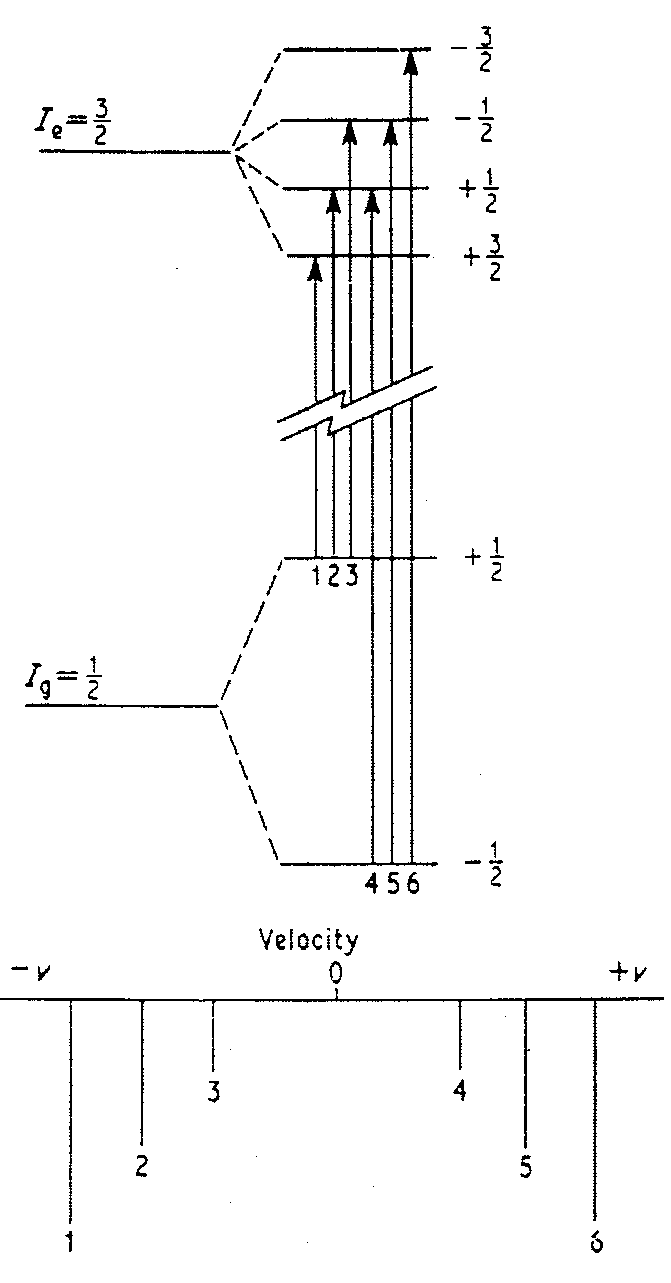 −3/2
I_e = 3/2
−1/2
+1/2
+3/2
+1/2
1 2 3
I_g = 1/2
−1/2
4 5 6
Velocity
−v 0 +v
3 4
2 5
1 6